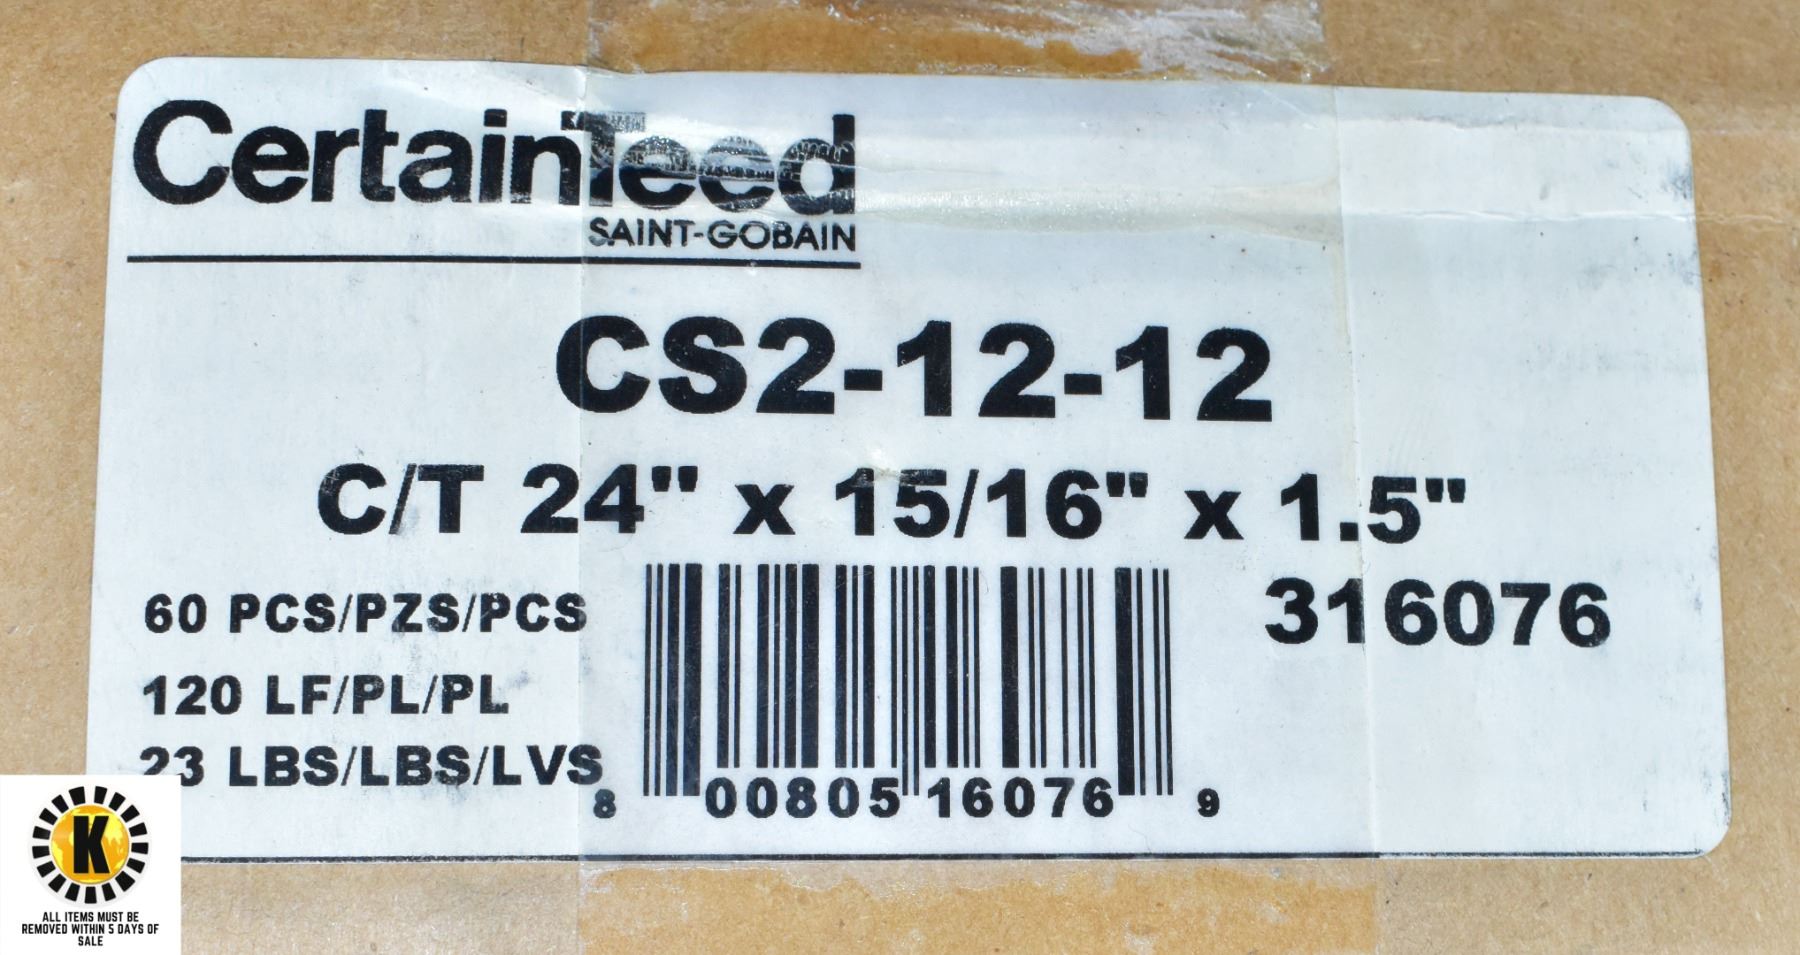 CertainTeed
SAINT-GOBAIN
CS2-12-12
C/T 24" x 15/16" x 1.5"
60 PCS/PZS/PCS
316076
120 LF/PL/PL
23 LBS/LBS/LVS
8 00805 16076 9
K
ALL ITEMS MUST BE
REMOVED WITHIN 5 DAYS OF
SALE